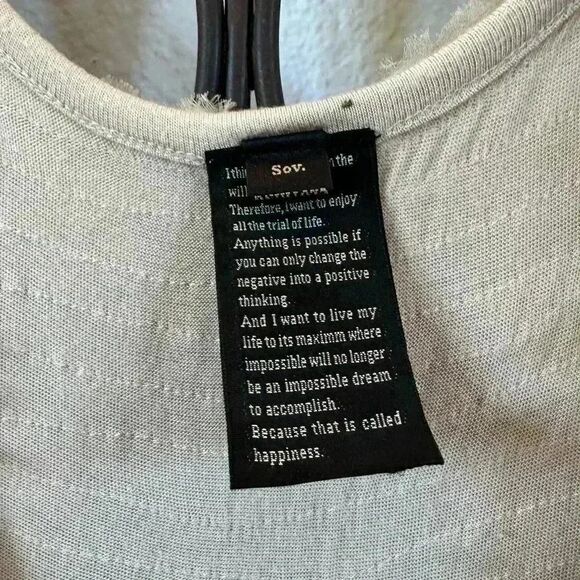 Sov.
the
will
Therefore, I want to enjoy
all the trial of life.
Anything is possible if
you can only change the
negative into a positive
thinking.
And I want to live my
life to its maximm where
impossible will no longer
be an impossible dream
to accomplish.
Because that is called
happiness.